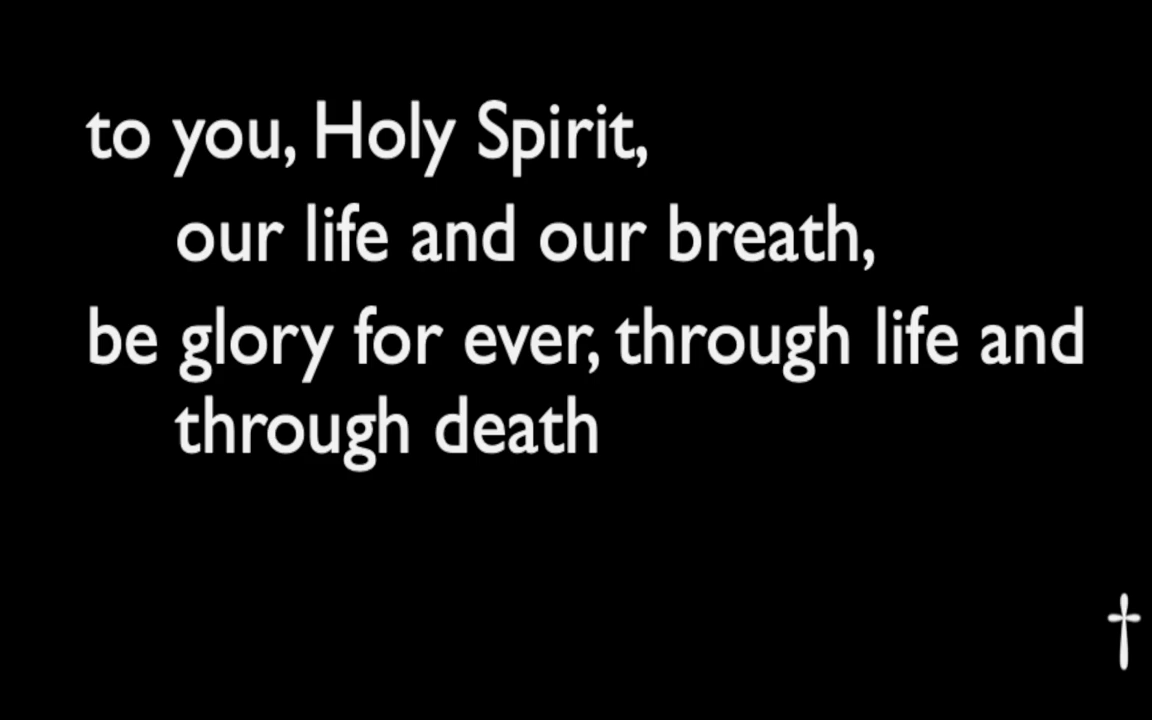 to you, Holy Spirit,
our life and our breath,
be glory for ever, through life and
through death
†